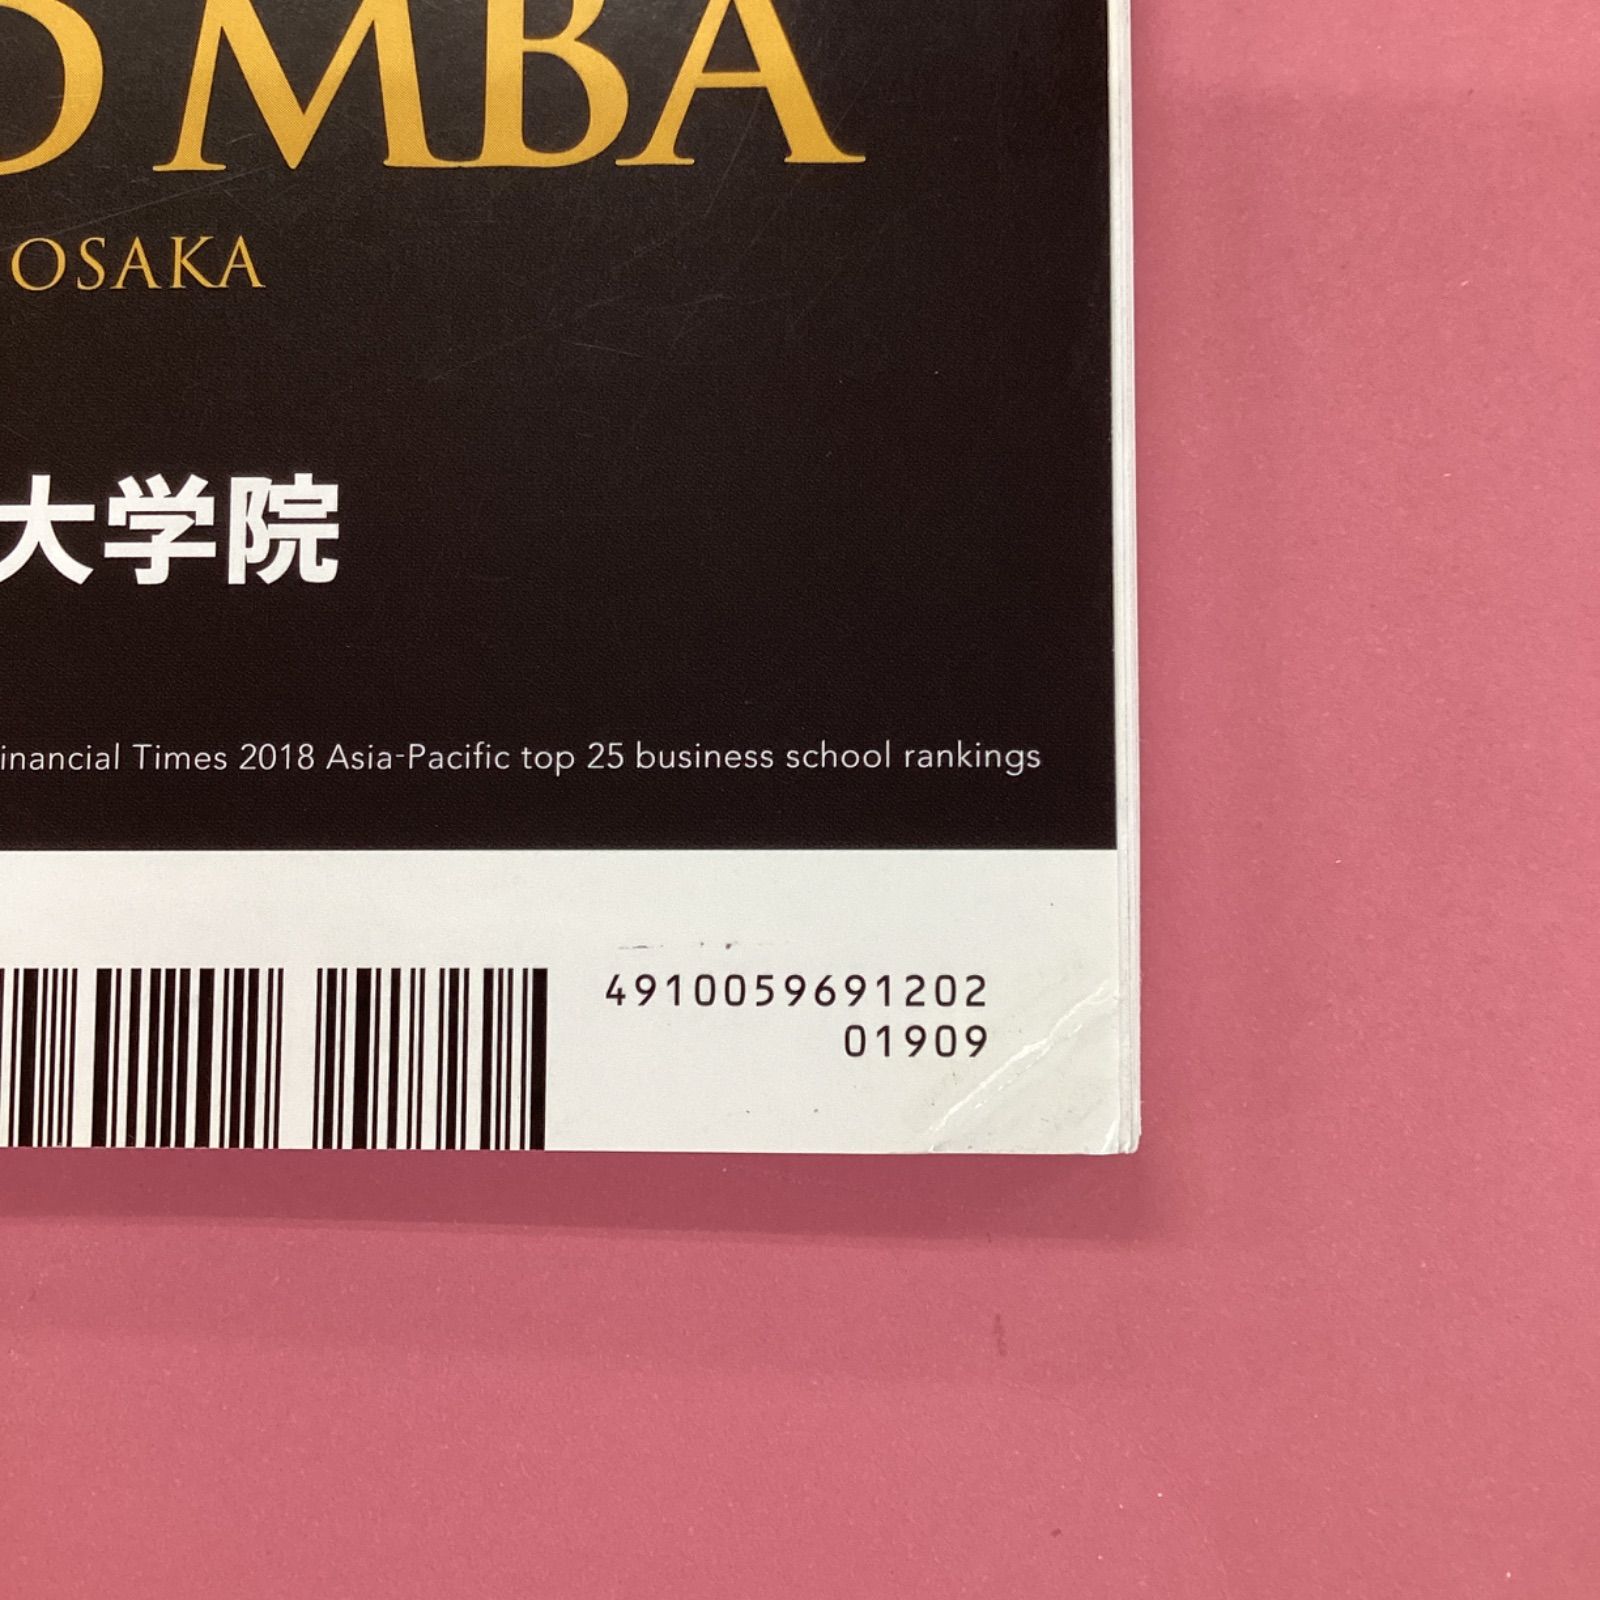 MBA
OSAKA
大学院
inancial Times 2018 Asia-Pacific top 25 business school rankings
4910059691202
01909